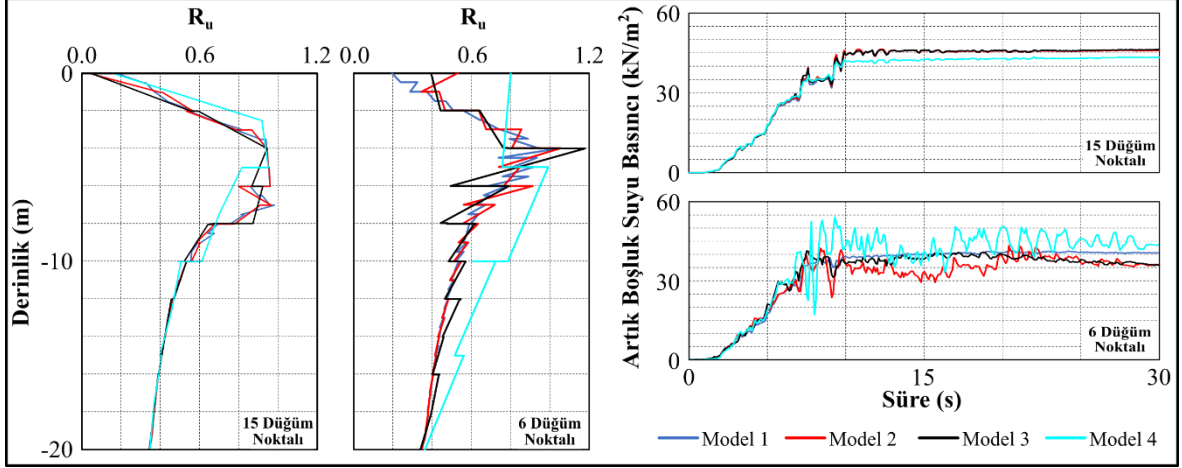 R_u
R_u
0.0 0.6 1.2
0.0 0.6 1.2
0
-10
-20
Derinlik (m)
15 Düğüm
Noktalı
6 Düğüm
Noktalı
Artık Boşluk Suyu Basıncı (kN/m²)
60
30
0
15 Düğüm
Noktalı
60
30
0
6 Düğüm
Noktalı
0 15 30
Süre (s)
Model 1 Model 2 Model 3 Model 4